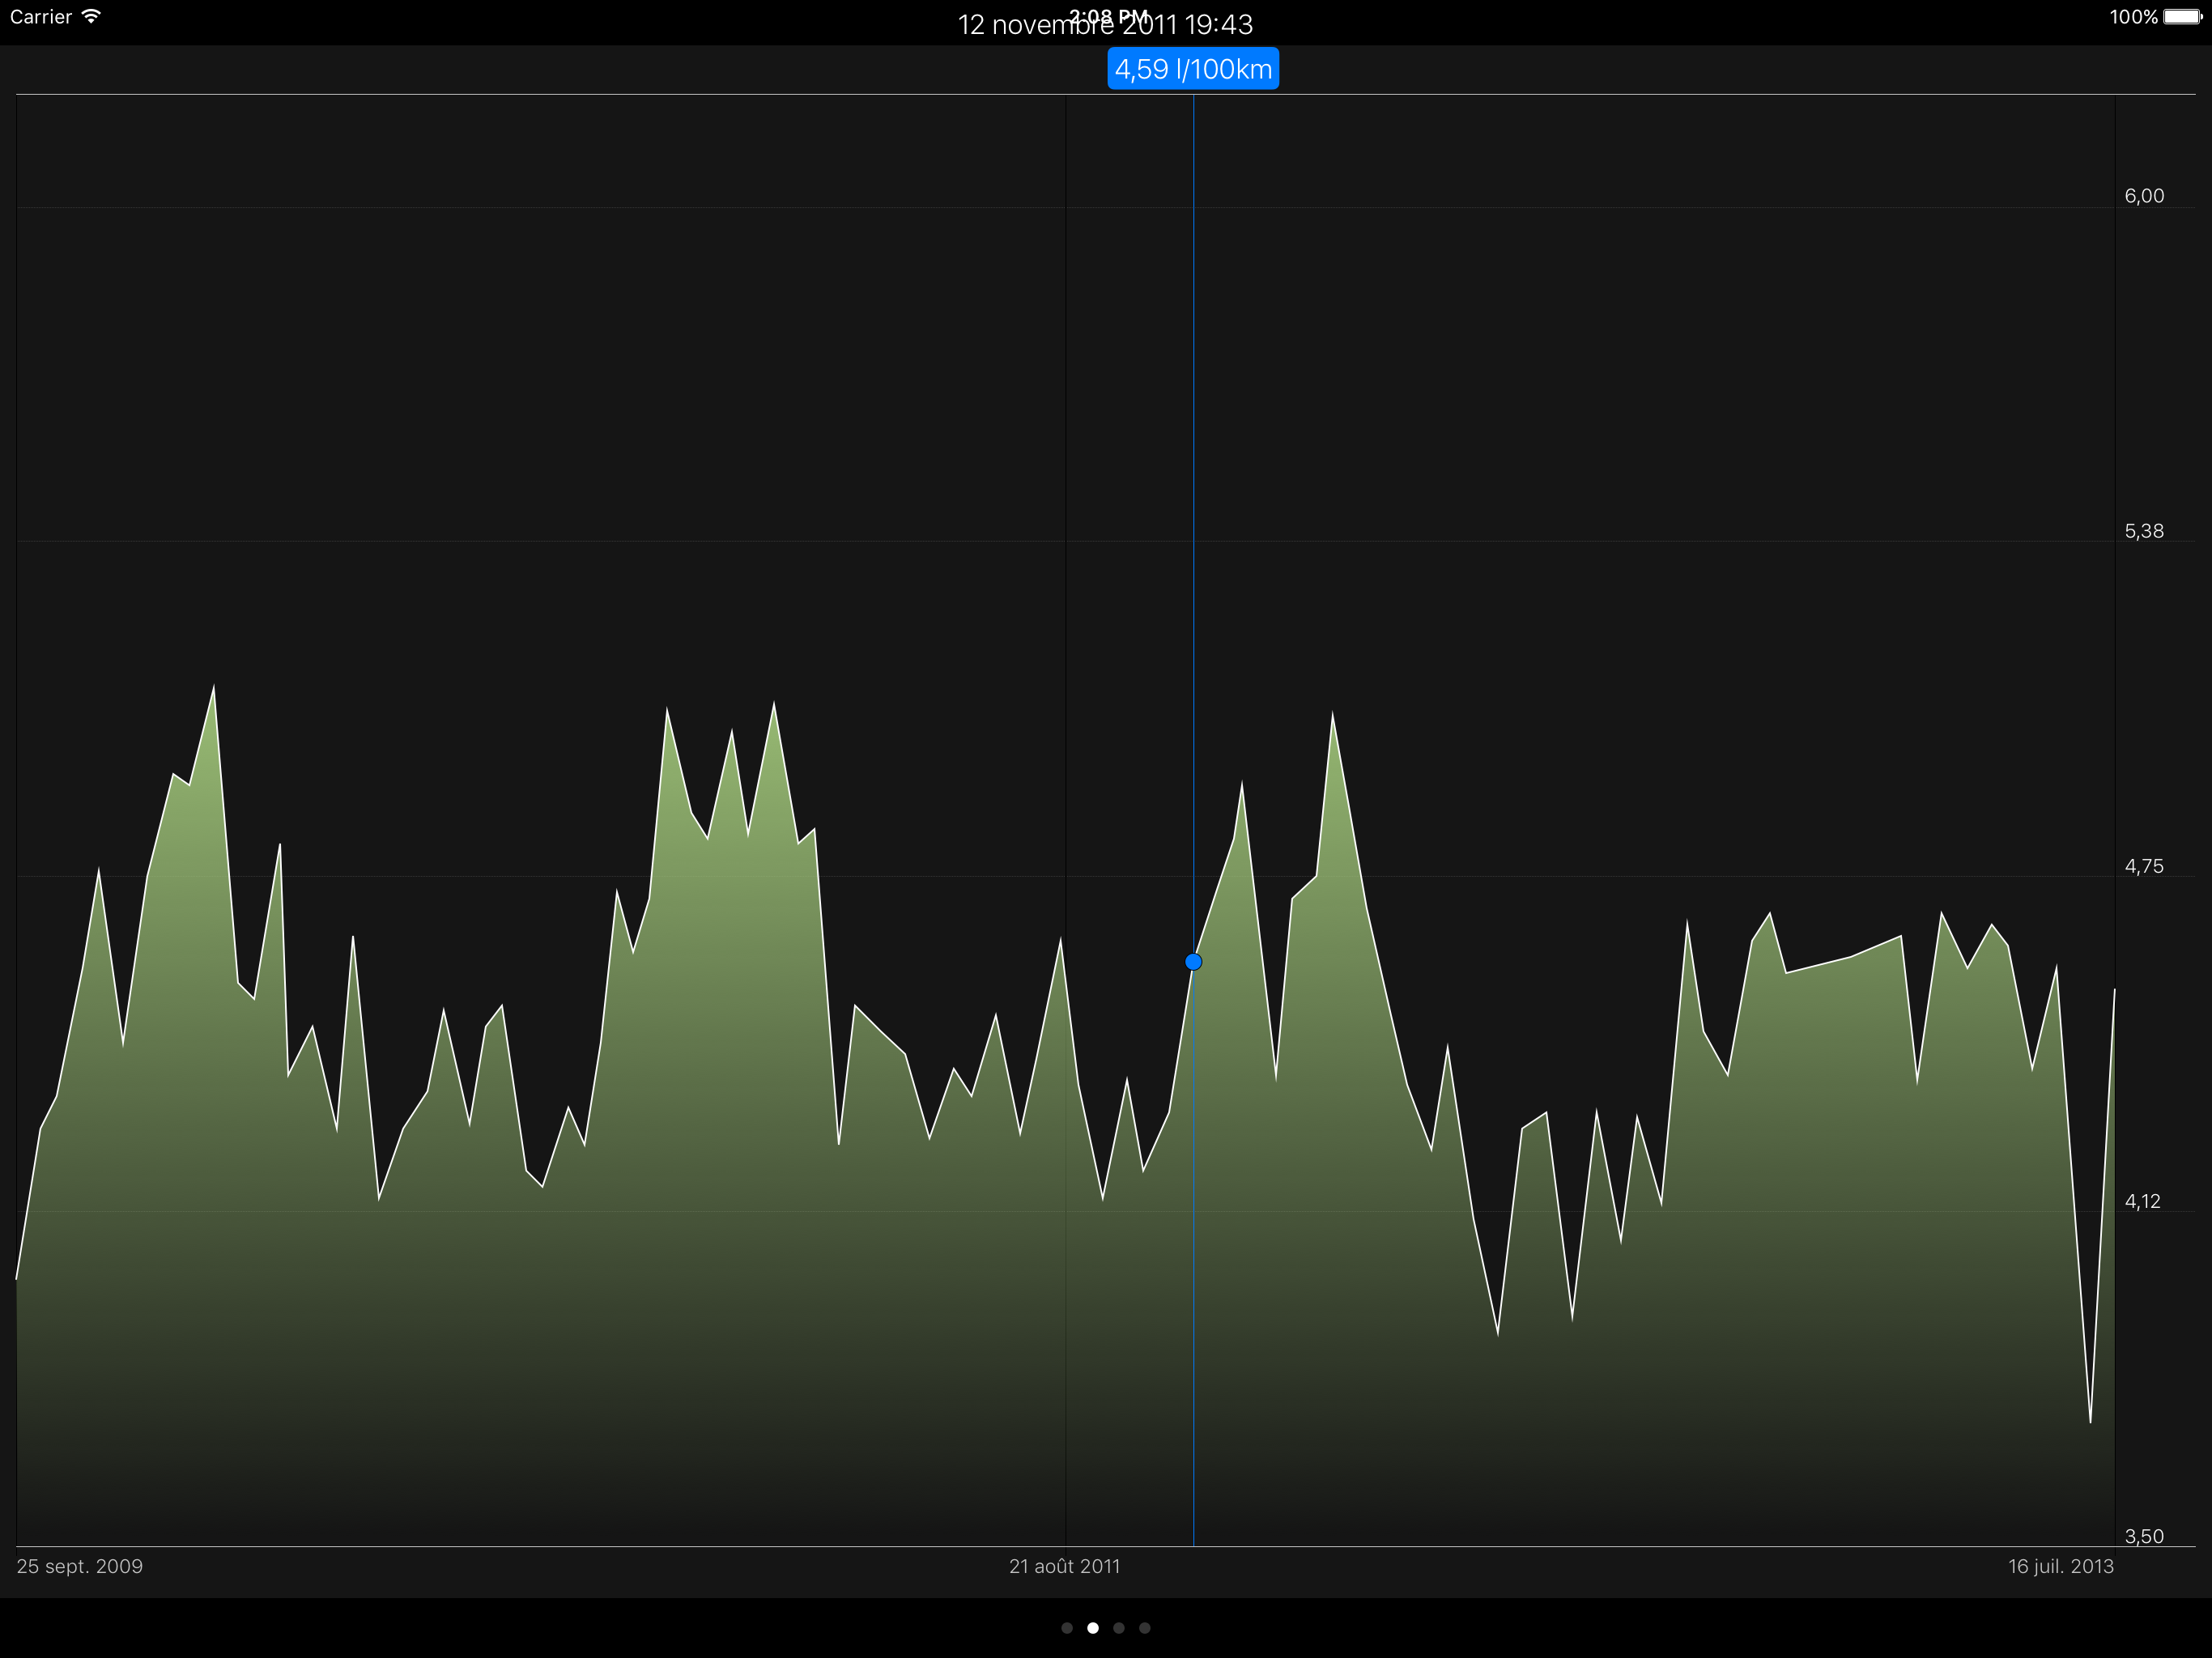 Carrier 2:08 PM 100%
12 novembre 2011 19:43
4,59 l/100km
6,00
5,38
4,75
4,12
3,50
25 sept. 2009 21 août 2011 16 juil. 2013